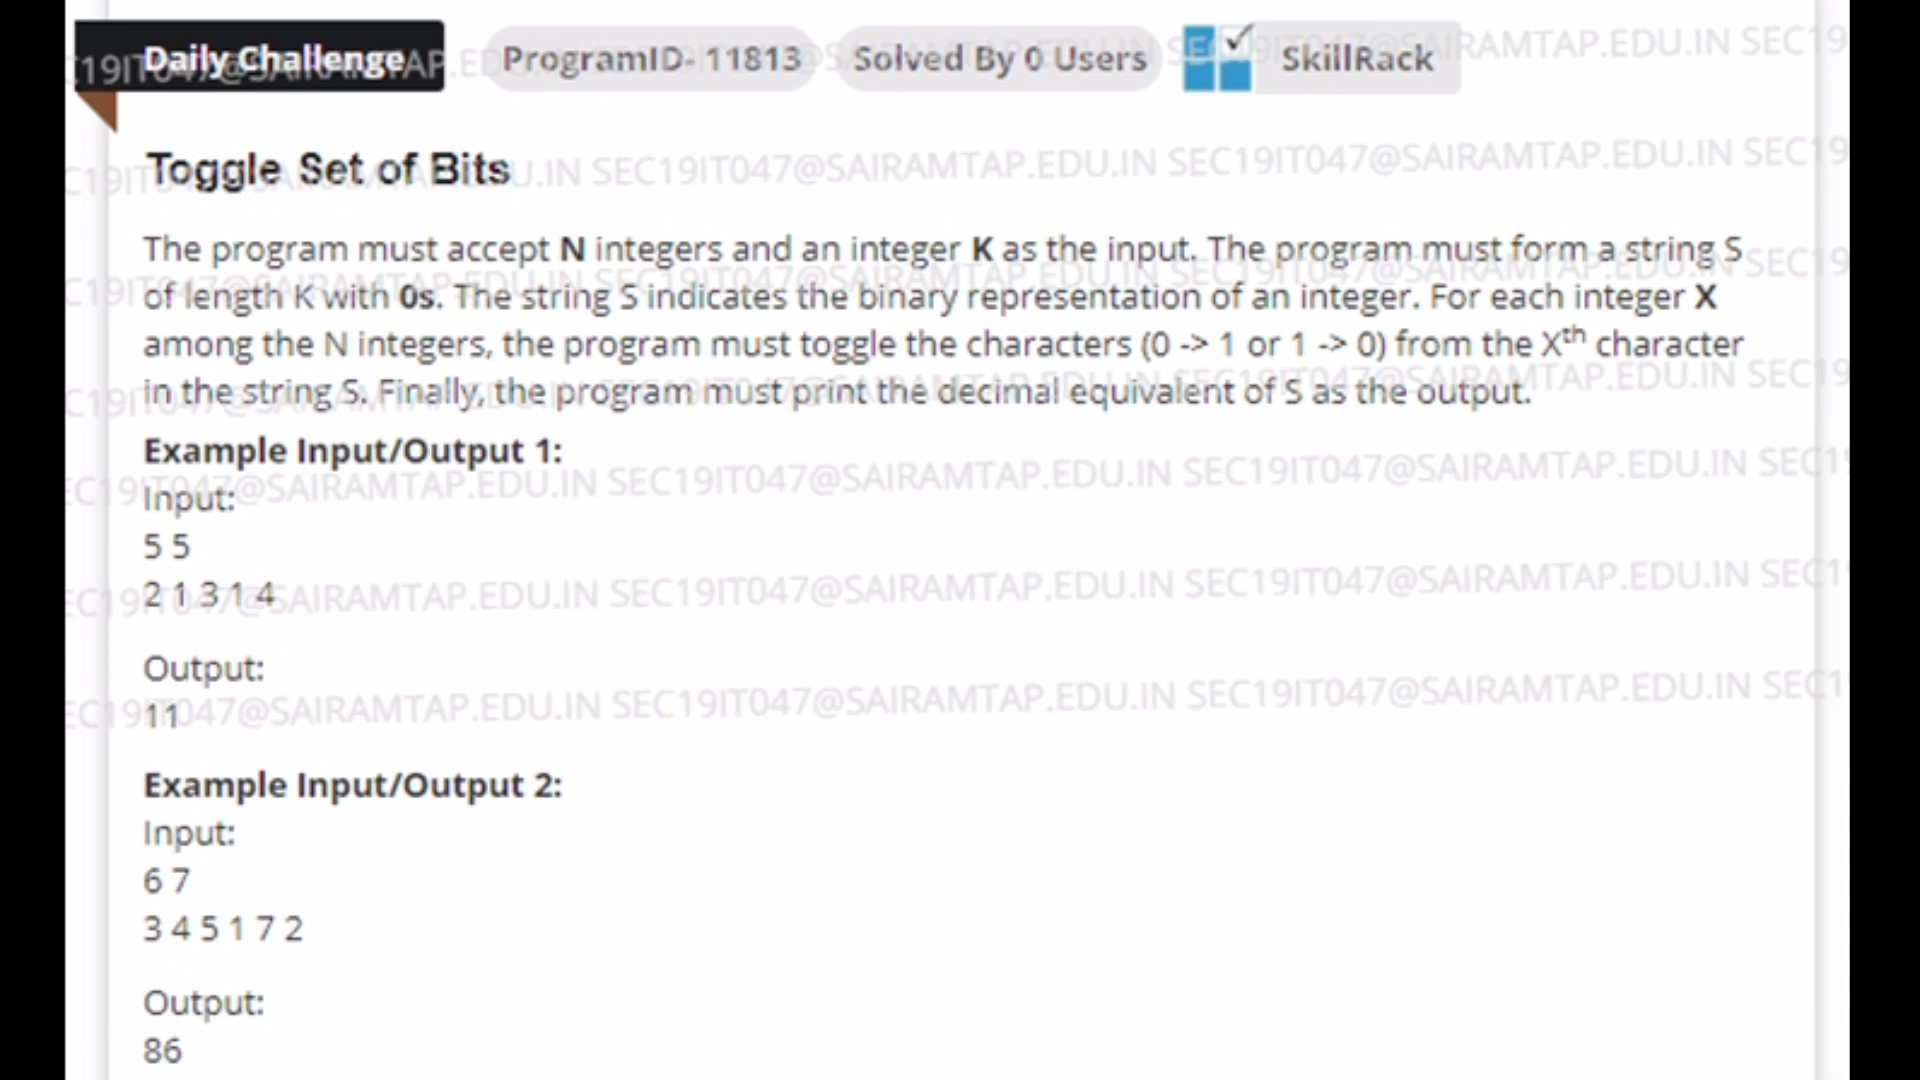 Daily Challenge ProgramID- 11813 Solved By 0 Users SkillRack
Toggle Set of Bits
The program must accept N integers and an integer K as the input. The program must form a string S
of length K with 0s. The string S indicates the binary representation of an integer. For each integer X
among the N integers, the program must toggle the characters (0 -> 1 or 1 -> 0) from the Xth character
in the string S. Finally, the program must print the decimal equivalent of S as the output.
Example Input/Output 1:
Input:
5 5
2 1 3 1 4
Output:
11
Example Input/Output 2:
Input:
6 7
3 4 5 1 7 2
Output:
86
SEC19IT047@SAIRAMTAP.EDU.IN